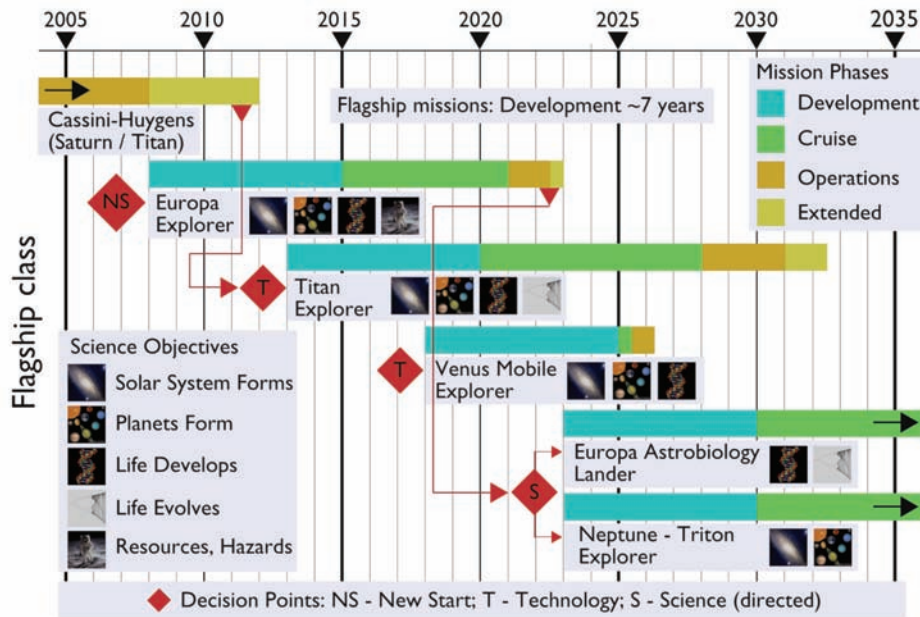 2005 2010 2015 2020 2025 2030 2035
Flagship class
Cassini-Huygens
(Saturn / Titan)
Flagship missions: Development ~7 years
Mission Phases
Development
Cruise
Operations
Extended
NS
Europa
Explorer
T
Titan
Explorer
T
Venus Mobile
Explorer
Science Objectives
Solar System Forms
Planets Form
Life Develops
Life Evolves
Resources, Hazards
S
Europa Astrobiology
Lander
Neptune - Triton
Explorer
Decision Points: NS - New Start; T - Technology; S - Science (directed)